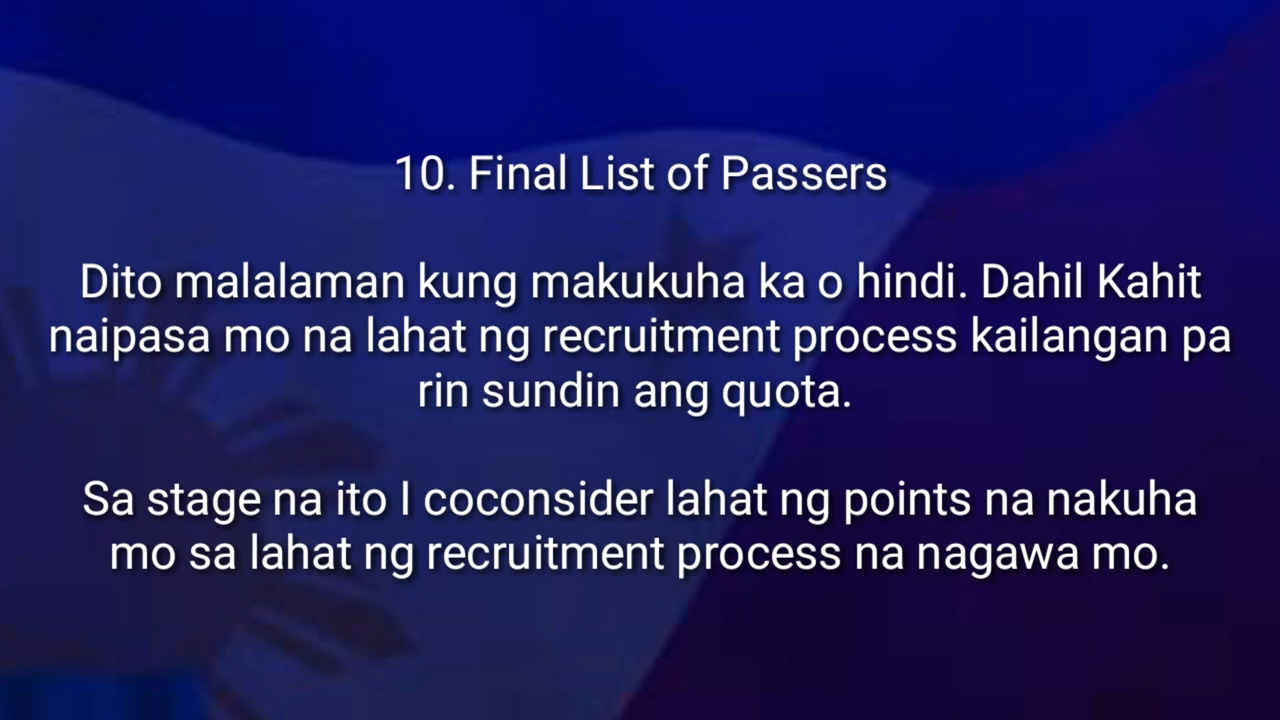 10. Final List of Passers
Dito malalaman kung makukuha ka o hindi. Dahil Kahit
naipasa mo na lahat ng recruitment process kailangan pa
rin sundin ang quota.
Sa stage na ito I coconsider lahat ng points na nakuha
mo sa lahat ng recruitment process na nagawa mo.